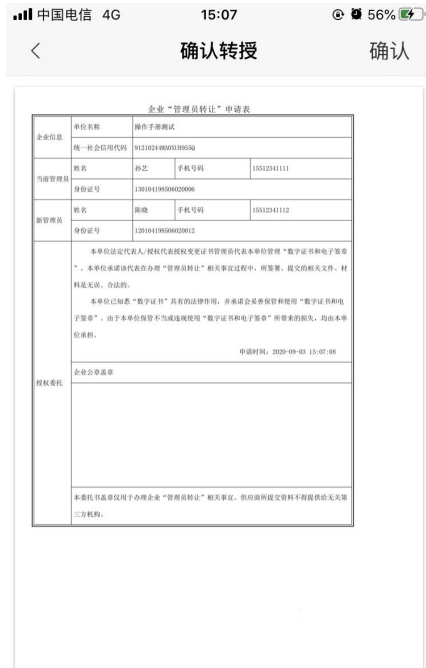 中国电信 4G 15:07 56%
确认转授 确认
企业“管理员转让”申请表
企业信息 单位名称 操作手册测试
统一社会信用代码
当前管理员 姓名 孙艺 手机号码 15512341111
身份证号 130104198506020006
新管理员 姓名 陈晓 手机号码 15512341112
身份证号 120104198506020012
本单位法定代表人/授权代表授权变更证书管理员代表本单位管理“数字证书和电子签章
”。本单位承诺该代表在办理“管理员转让”相关事宜过程中，所签署、提交的相关文件、材
料是无误、合法的。
本单位已知悉“数字证书”具有的法律作用，并承诺会妥善保管和使用“数字证书和电
子签章”。由于本单位保管不当或违规使用“数字证书和电子签章”所带来的损失，均由本单
位承担。
申请时间：2020-09-03 15:07:08
授权委托
企业公章盖章
本委托书盖章仅用于办理企业“管理员转让”相关事宜。供应商所提交资料不得提供给无关第
三方机构。